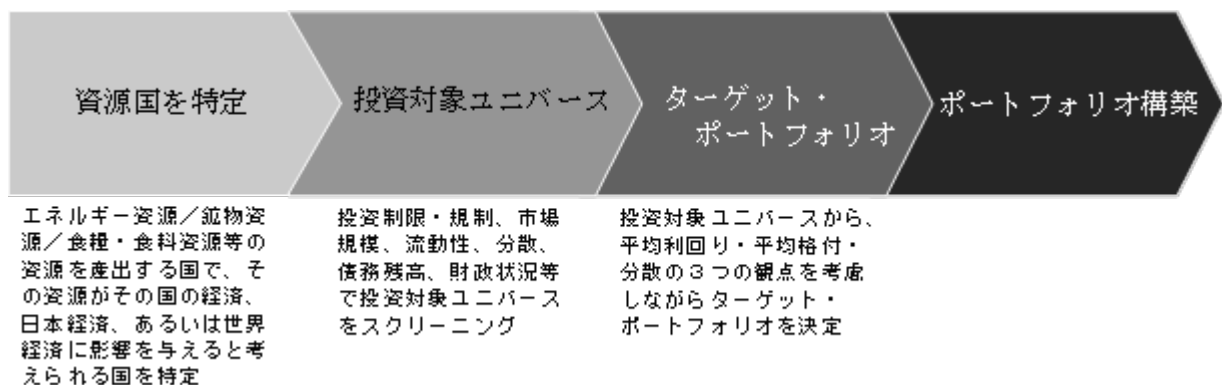 資源国を特定
投資対象ユニバース
ターゲット・
ポートフォリオ
ポートフォリオ構築
エネルギー資源／鉱物資
源／食糧・食料資源等の
資源を産出する国で、そ
の資源がその国の経済、
日本経済、あるいは世界
経済に影響を与えると考
えられる国を特定
投資制限・規制、市場
規模、流動性、分散、
債務残高、財政状況等
で投資対象ユニバース
をスクリーニング
投資対象ユニバースから、
平均利回り・平均格付・
分散の３つの観点を考慮
しながらターゲット・
ポートフォリオを決定